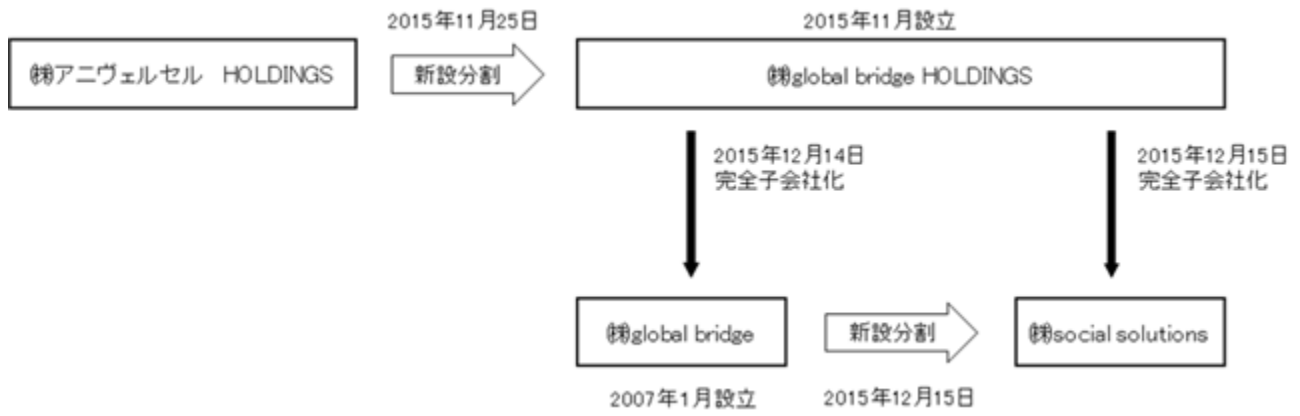 2015年11月25日
2015年11月設立
㈱アニヴェルセル　HOLDINGS
新設分割
㈱global bridge HOLDINGS
2015年12月14日
完全子会社化
2015年12月15日
完全子会社化
㈱global bridge
新設分割
㈱social solutions
2007年1月設立
2015年12月15日